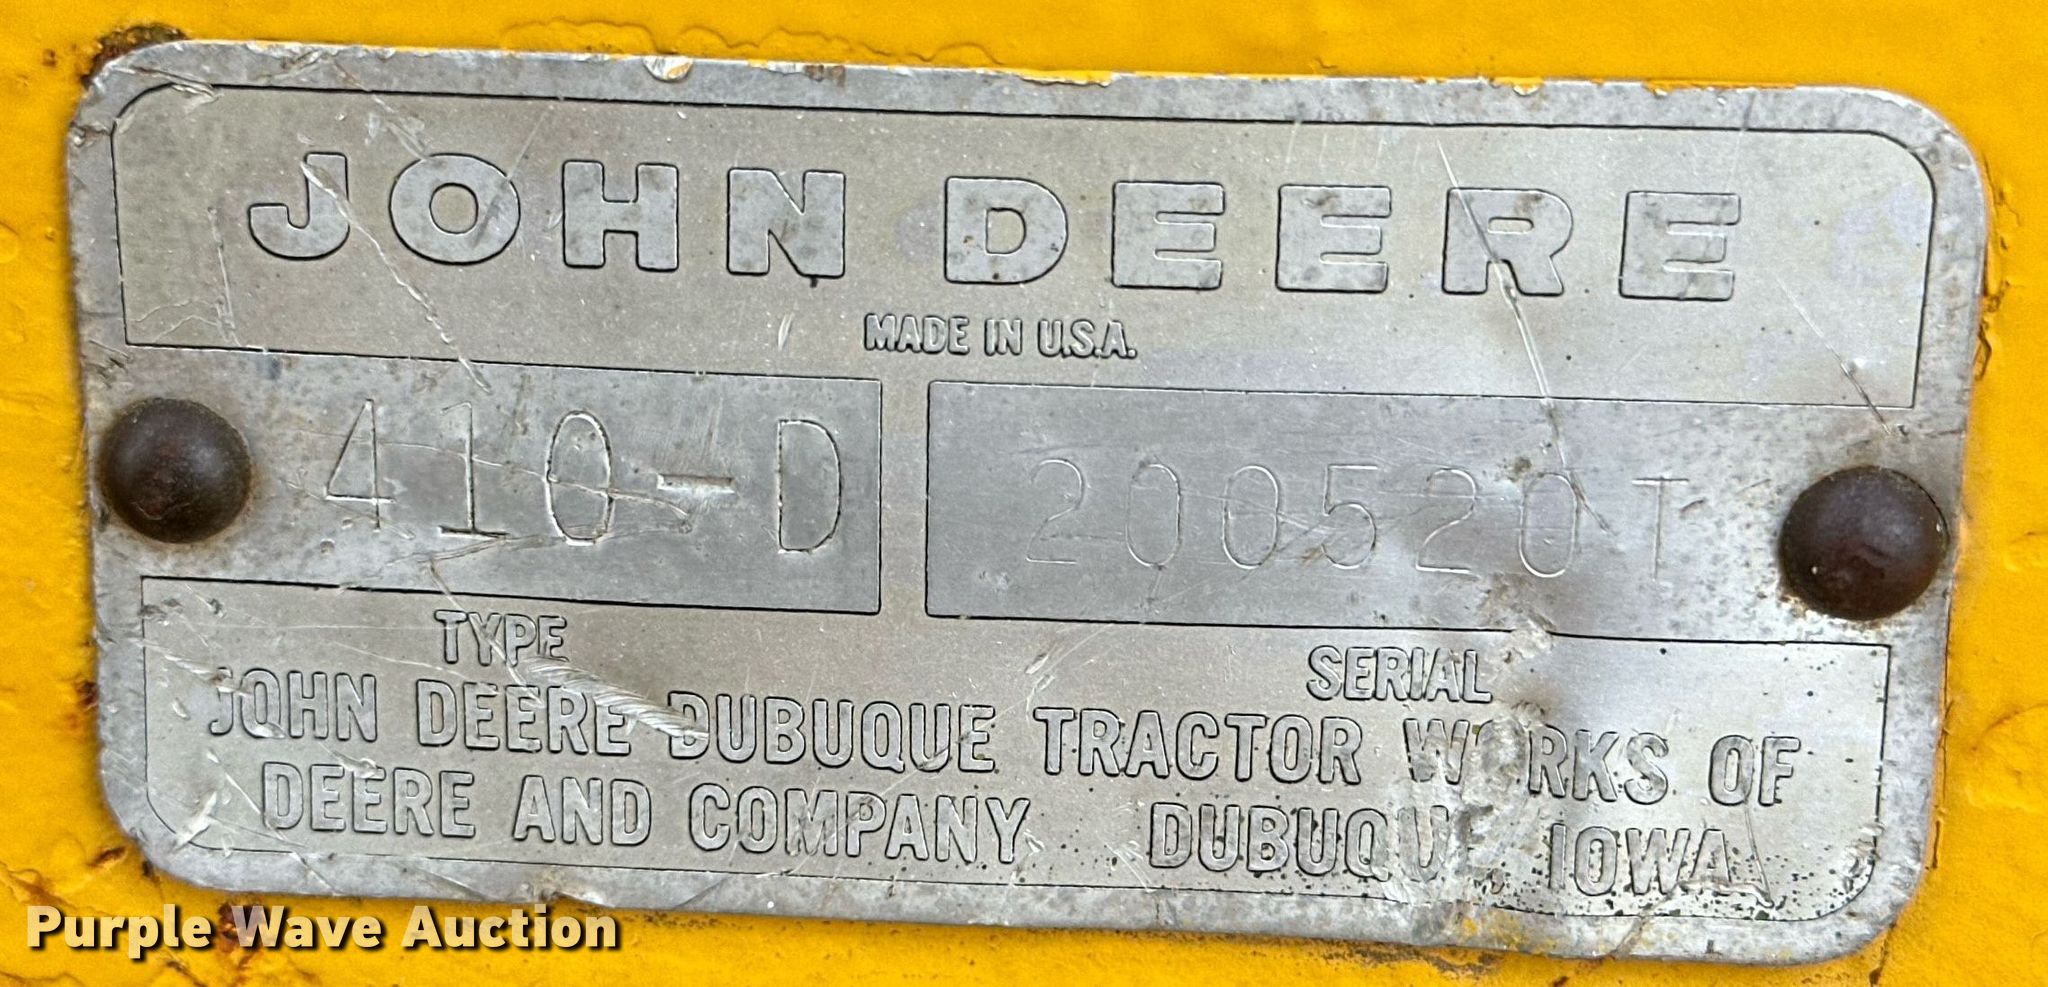 JOHN DEERE
MADE IN U.S.A.
410-D 200520T
TYPE SERIAL
JOHN DEERE DUBUQUE TRACTOR WORKS OF
DEERE AND COMPANY DUBUQUE, IOWA
Purple Wave Auction